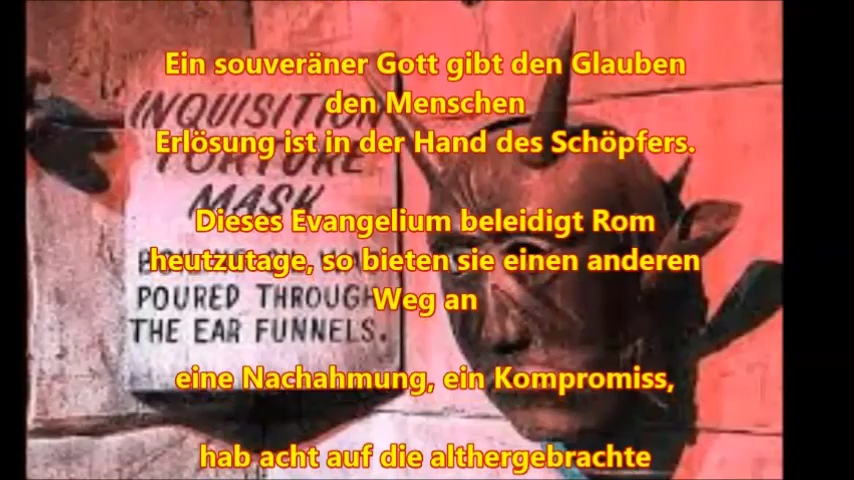 Ein souveräner Gott gibt den Glauben
den Menschen
INQUISITION
Erlösung ist in der Hand des Schöpfers.
TORTURE
MASK
Dieses Evangelium beleidigt Rom
heutzutage, so bieten sie einen anderen
Weg an
POURED THROUGH
THE EAR FUNNELS.
eine Nachahmung, ein Kompromiss,
hab acht auf die althergebrachte